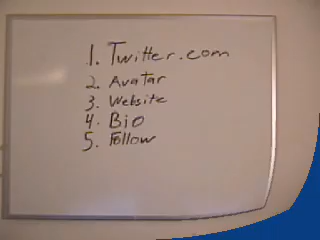 1. Twitter.com
2. Avatar
3. Website
4. Bio
5. Follow